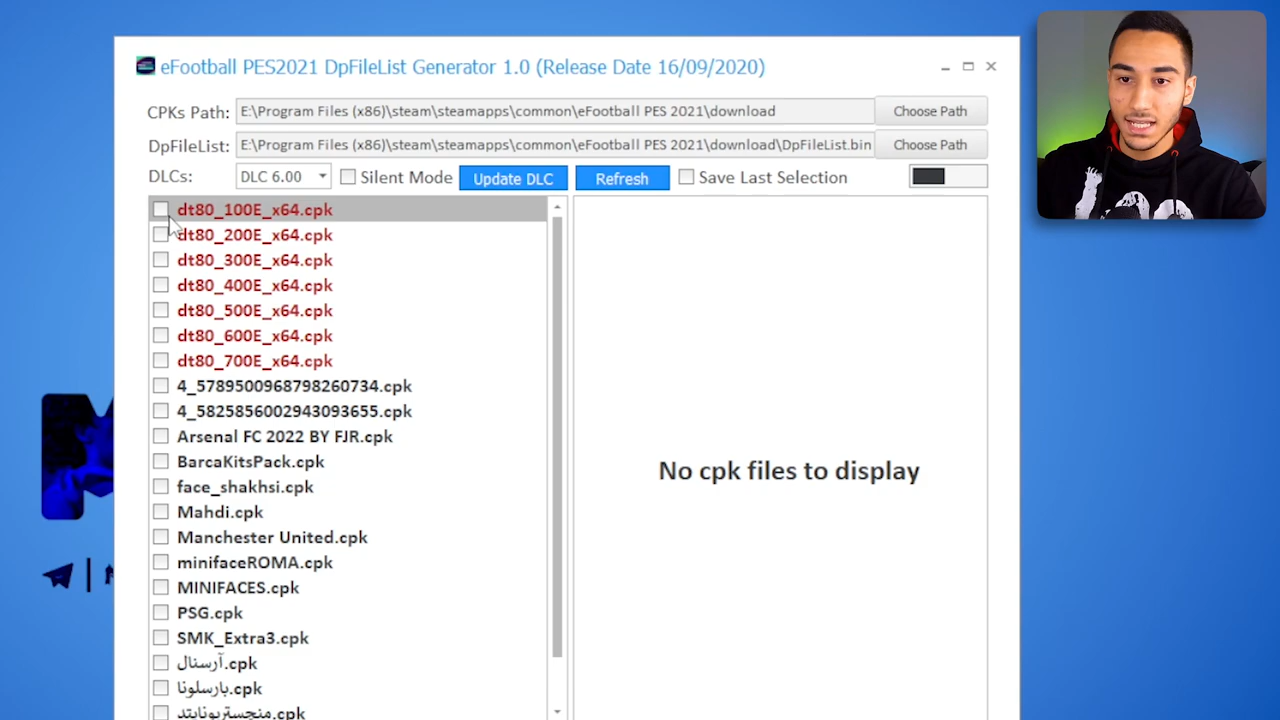 eFootball PES2021 DpFileList Generator 1.0 (Release Date 16/09/2020)
CPKs Path: E:\Program Files (x86)\steam\steamapps\common\eFootball PES 2021\download Choose Path
DpFileList: E:\Program Files (x86)\steam\steamapps\common\eFootball PES 2021\download\DpFileList.bin Choose Path
DLCs: DLC 6.00 Silent Mode Update DLC Refresh Save Last Selection
dt80_100E_x64.cpk
dt80_200E_x64.cpk
dt80_300E_x64.cpk
dt80_400E_x64.cpk
dt80_500E_x64.cpk
dt80_600E_x64.cpk
dt80_700E_x64.cpk
4_5789500968798260734.cpk
4_5825856002943093655.cpk
Arsenal FC 2022 BY FJR.cpk
BarcaKitsPack.cpk
face_shakhsi.cpk
Mahdi.cpk
Manchester United.cpk
minifaceROMA.cpk
MINIFACES.cpk
PSG.cpk
SMK_Extra3.cpk
آرسنال.cpk
بارسلونا.cpk
منچستریونایتد.cpk
No cpk files to display